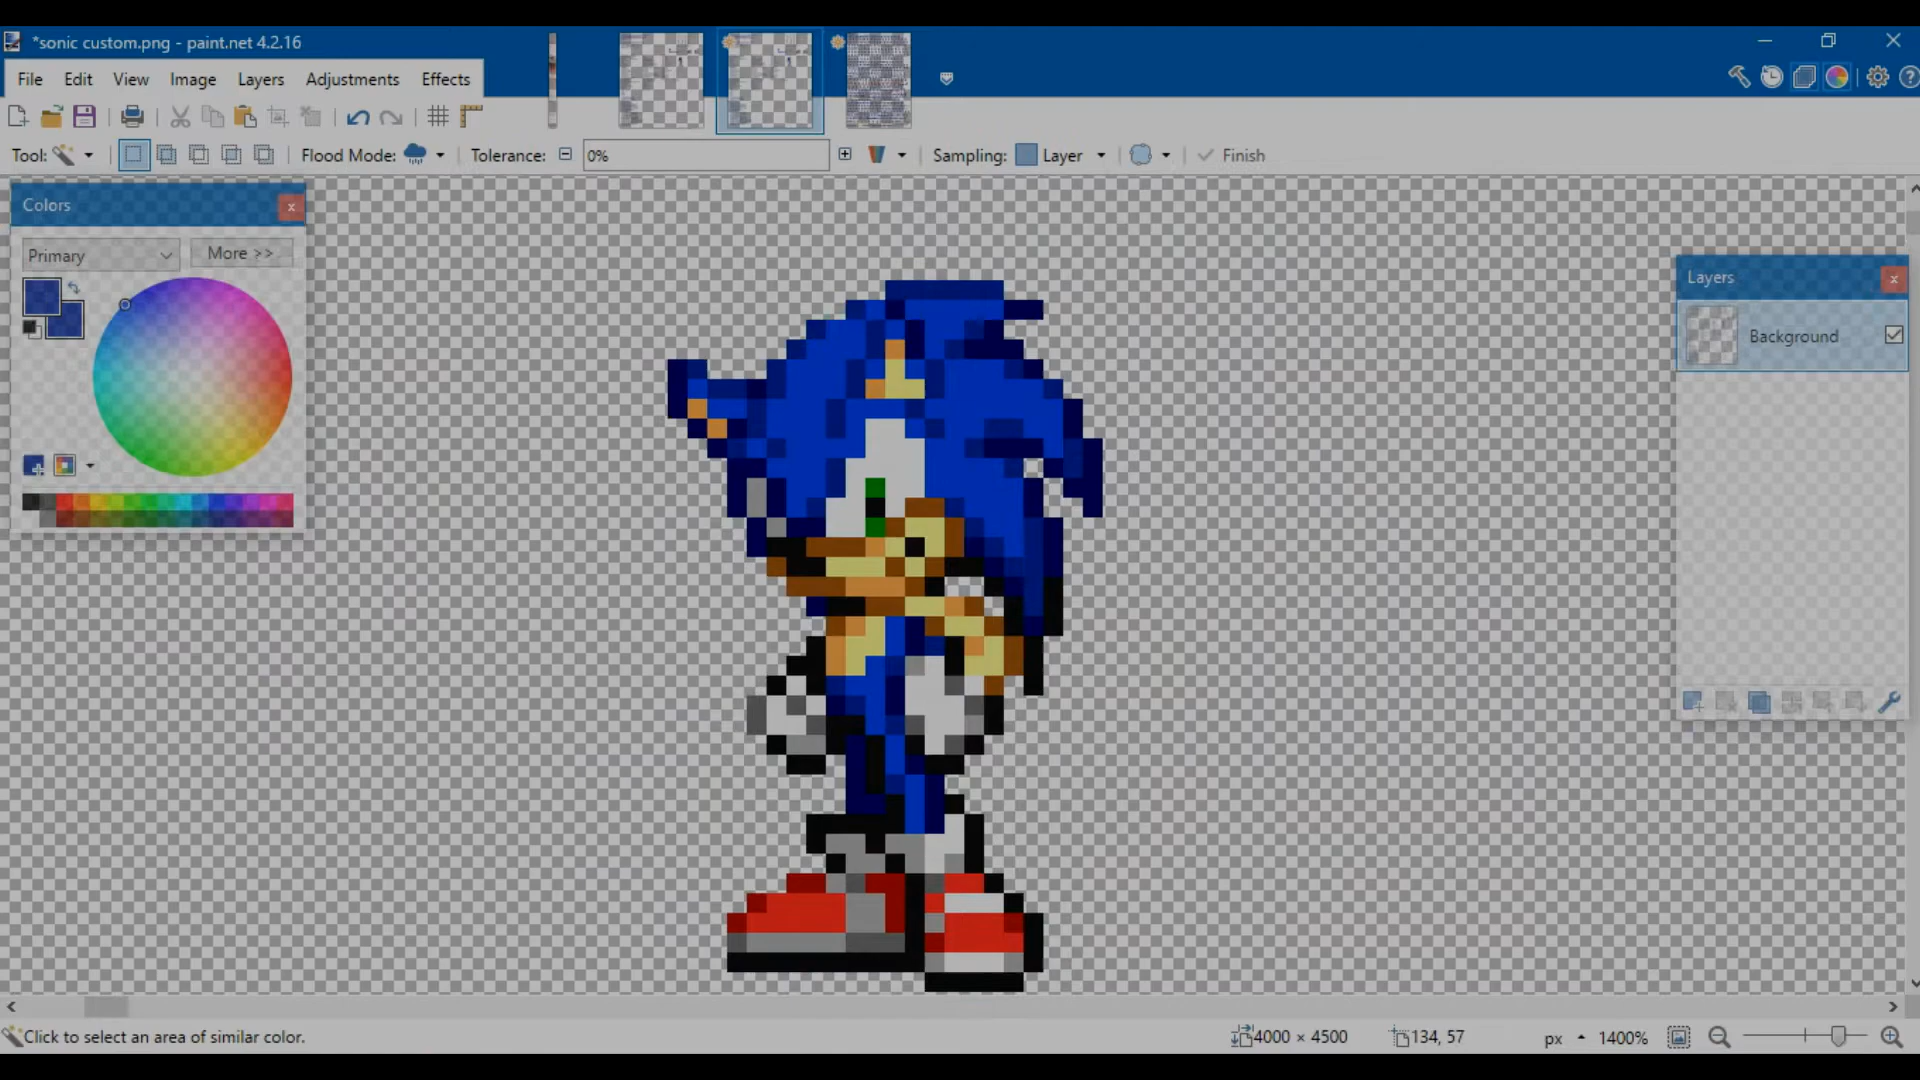 *sonic custom.png - paint.net 4.2.16
File Edit View Image Layers Adjustments Effects
Tool: Flood Mode: Tolerance: 0% Sampling: Layer Finish
Colors
Primary More >>
Layers
Background
Click to select an area of similar color. 4000 × 4500 134, 57 px 1400%